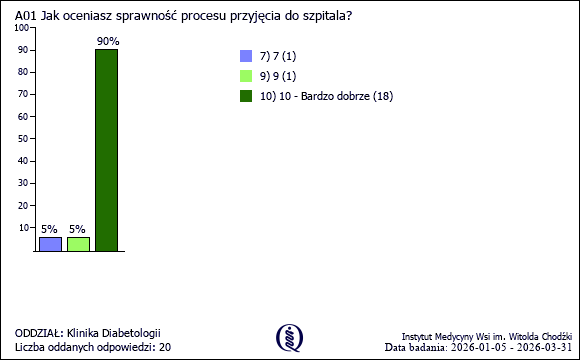 A01 Jak oceniasz sprawność procesu przyjęcia do szpitala?
100
90
80
70
60
50
40
30
20
10
5%
5%
90%
7) 7 (1)
9) 9 (1)
10) 10 - Bardzo dobrze (18)
ODDZIAŁ: Klinika Diabetologii
Liczba oddanych odpowiedzi: 20
Instytut Medycyny Wsi im. Witolda Chodźki
Data badania: 2026-01-05 - 2026-03-31